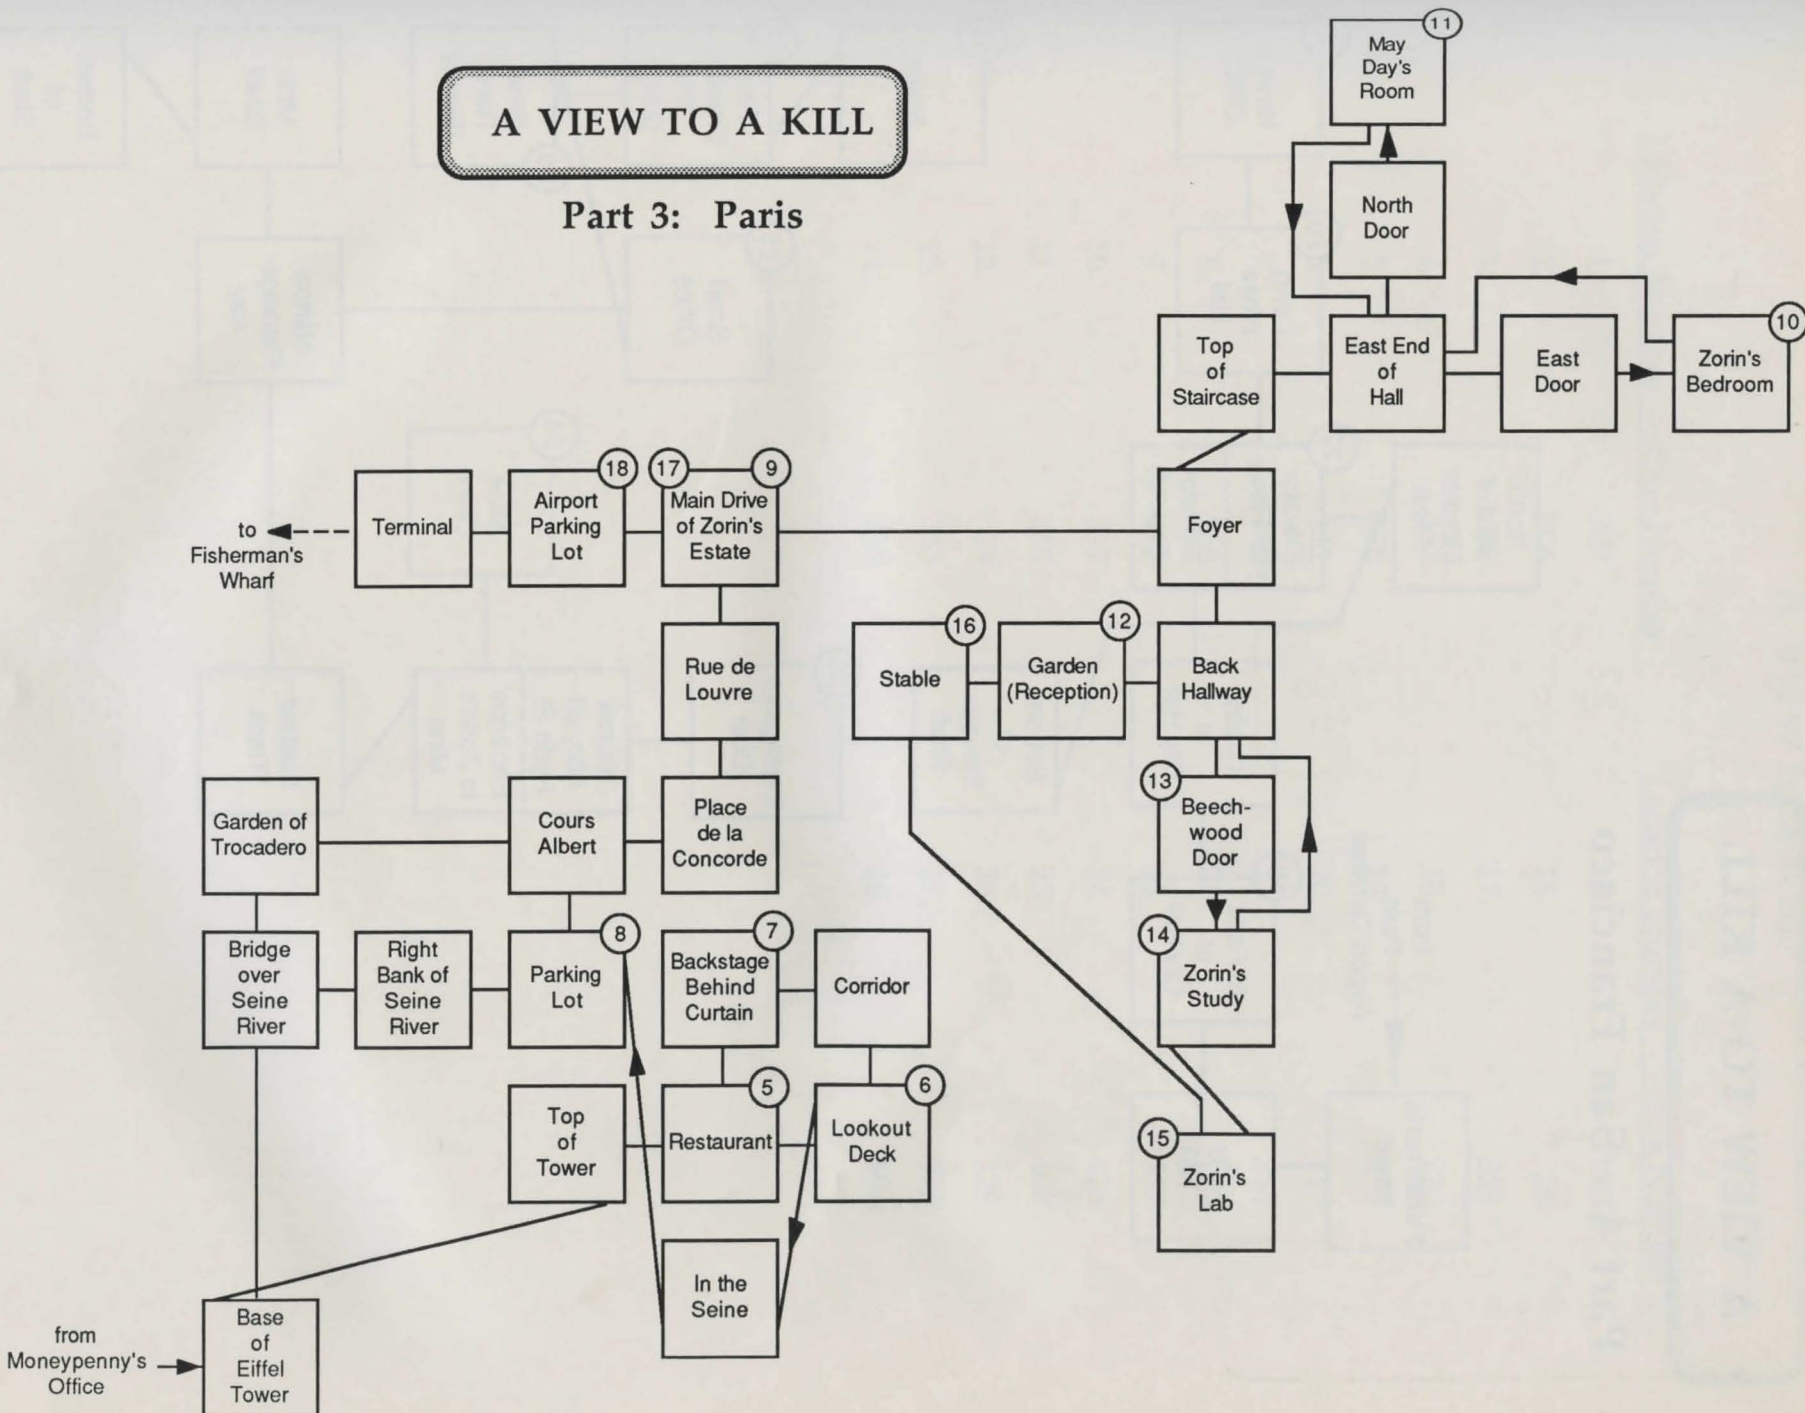 A VIEW TO A KILL
Part 3: Paris
11
May
Day's
Room
North
Door
Top
of
Staircase
East End
of
Hall
East
Door
10
Zorin's
Bedroom
to
Fisherman's
Wharf
Terminal
18
Airport
Parking
Lot
17
9
Main Drive
of Zorin's
Estate
Foyer
Rue de
Louvre
16
Stable
12
Garden
(Reception)
Back
Hallway
Garden of
Trocadero
Cours
Albert
Place
de la
Concorde
13
Beech-
wood
Door
Bridge
over
Seine
River
Right
Bank of
Seine
River
8
Parking
Lot
7
Backstage
Behind
Curtain
Corridor
14
Zorin's
Study
Top
of
Tower
5
Restaurant
6
Lookout
Deck
15
Zorin's
Lab
In the
Seine
from
Moneypenny's
Office
Base
of
Eiffel
Tower